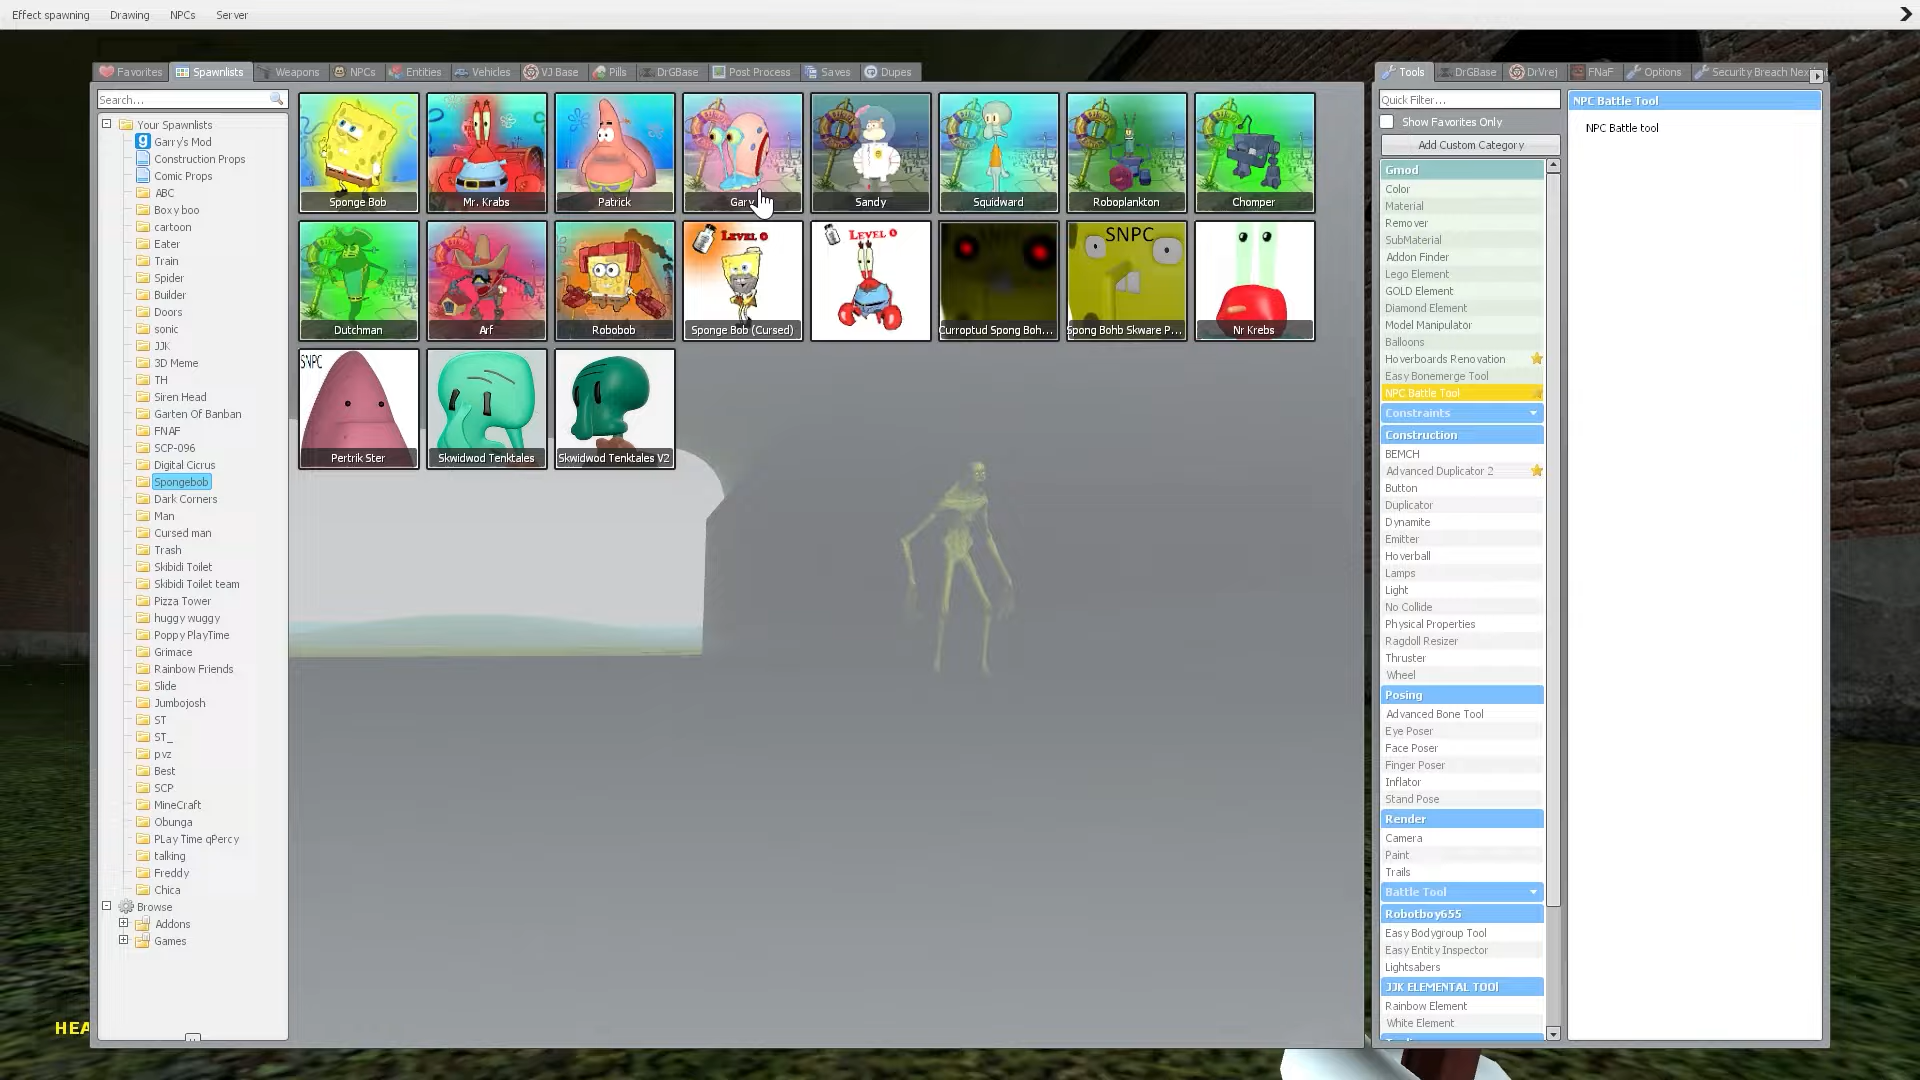 Effect spawning Drawing NPCs Server
Favorites Spawnlists Weapons NPCs Entities Vehicles VJ Base Pills DrGBase Post Process Saves Dupes
Search...
Your Spawnlists
Garry's Mod
Construction Props
Comic Props
ABC
Boxy boo
cartoon
Eater
Train
Spider
Builder
Doors
sonic
JJK
3D Meme
TH
Siren Head
Garten Of Banban
FNAF
SCP-096
Digital Cicrus
Spongebob
Dark Corners
Man
Cursed man
Trash
Skibidi Toilet
Skibidi Toilet team
Pizza Tower
huggy wuggy
Poppy PlayTime
Grimace
Rainbow Friends
Slide
Jumbojosh
ST
ST_
pvz
Best
SCP
MineCraft
Obunga
PLay Time qPercy
talking
Freddy
Chica
Browse
Addons
Games
Sponge Bob Mr. Krabs Patrick Gary Sandy Squidward Roboplankton Chomper
LEVEL 0 LEVEL 0 SNPC
Dutchman Arf Robobob Sponge Bob (Cursed) Curroptud Spong Boh... Spong Bohb Skware P... Nr Krebs
SNPC
Pertrik Ster Skwidwod Tenktales Skwidwod Tenktales V2
Tools DrGBase DrVrej FNaF Options Security Breach Nex
Quick Filter...
Show Favorites Only
Add Custom Category
Gmod
Color
Material
Remover
SubMaterial
Addon Finder
Lego Element
GOLD Element
Diamond Element
Model Manipulator
Balloons
Hoverboards Renovation
Easy Bonemerge Tool
NPC Battle Tool
Constraints
Construction
BEMCH
Advanced Duplicator 2
Button
Duplicator
Dynamite
Emitter
Hoverball
Lamps
Light
No Collide
Physical Properties
Ragdoll Resizer
Thruster
Wheel
Posing
Advanced Bone Tool
Eye Poser
Face Poser
Finger Poser
Inflator
Stand Pose
Render
Camera
Paint
Trails
Battle Tool
Robotboy655
Easy Bodygroup Tool
Easy Entity Inspector
Lightsabers
JJK ELEMENTAL TOOl
Rainbow Element
White Element
NPC Battle Tool
NPC Battle tool
HEA